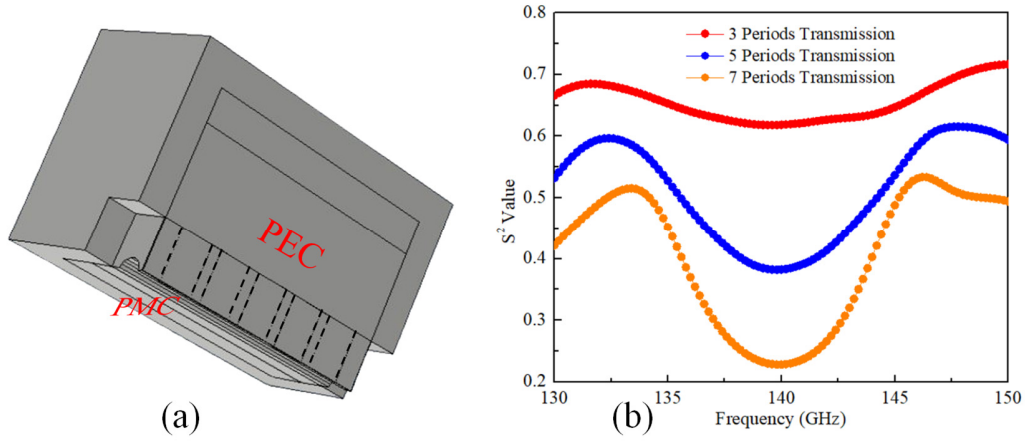 PEC
PMC
(a)
0.8
0.7
0.6
0.5
0.4
0.3
0.2
S² Value
3 Periods Transmission
5 Periods Transmission
7 Periods Transmission
130 135 140 145 150
Frequency (GHz)
(b)